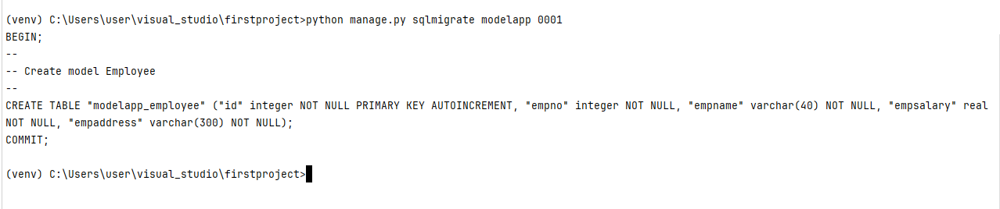 (venv) C:\Users\user\visual_studio\firstproject>python manage.py sqlmigrate modelapp 0001
BEGIN;
--
-- Create model Employee
--
CREATE TABLE "modelapp_employee" ("id" integer NOT NULL PRIMARY KEY AUTOINCREMENT, "empno" integer NOT NULL, "empname" varchar(40) NOT NULL, "empsalary" real
NOT NULL, "empaddress" varchar(300) NOT NULL);
COMMIT;
(venv) C:\Users\user\visual_studio\firstproject>